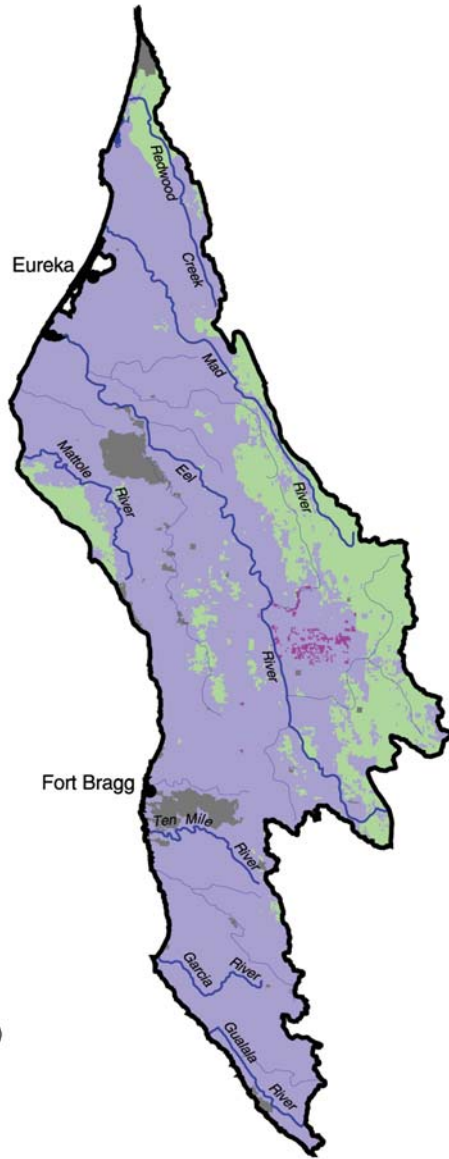 Redwood
Creek
Eureka
Mad
River
Mattole
River
Eel
River
Fort Bragg
Ten Mile
River
Garcia
River
Gualala
River
)